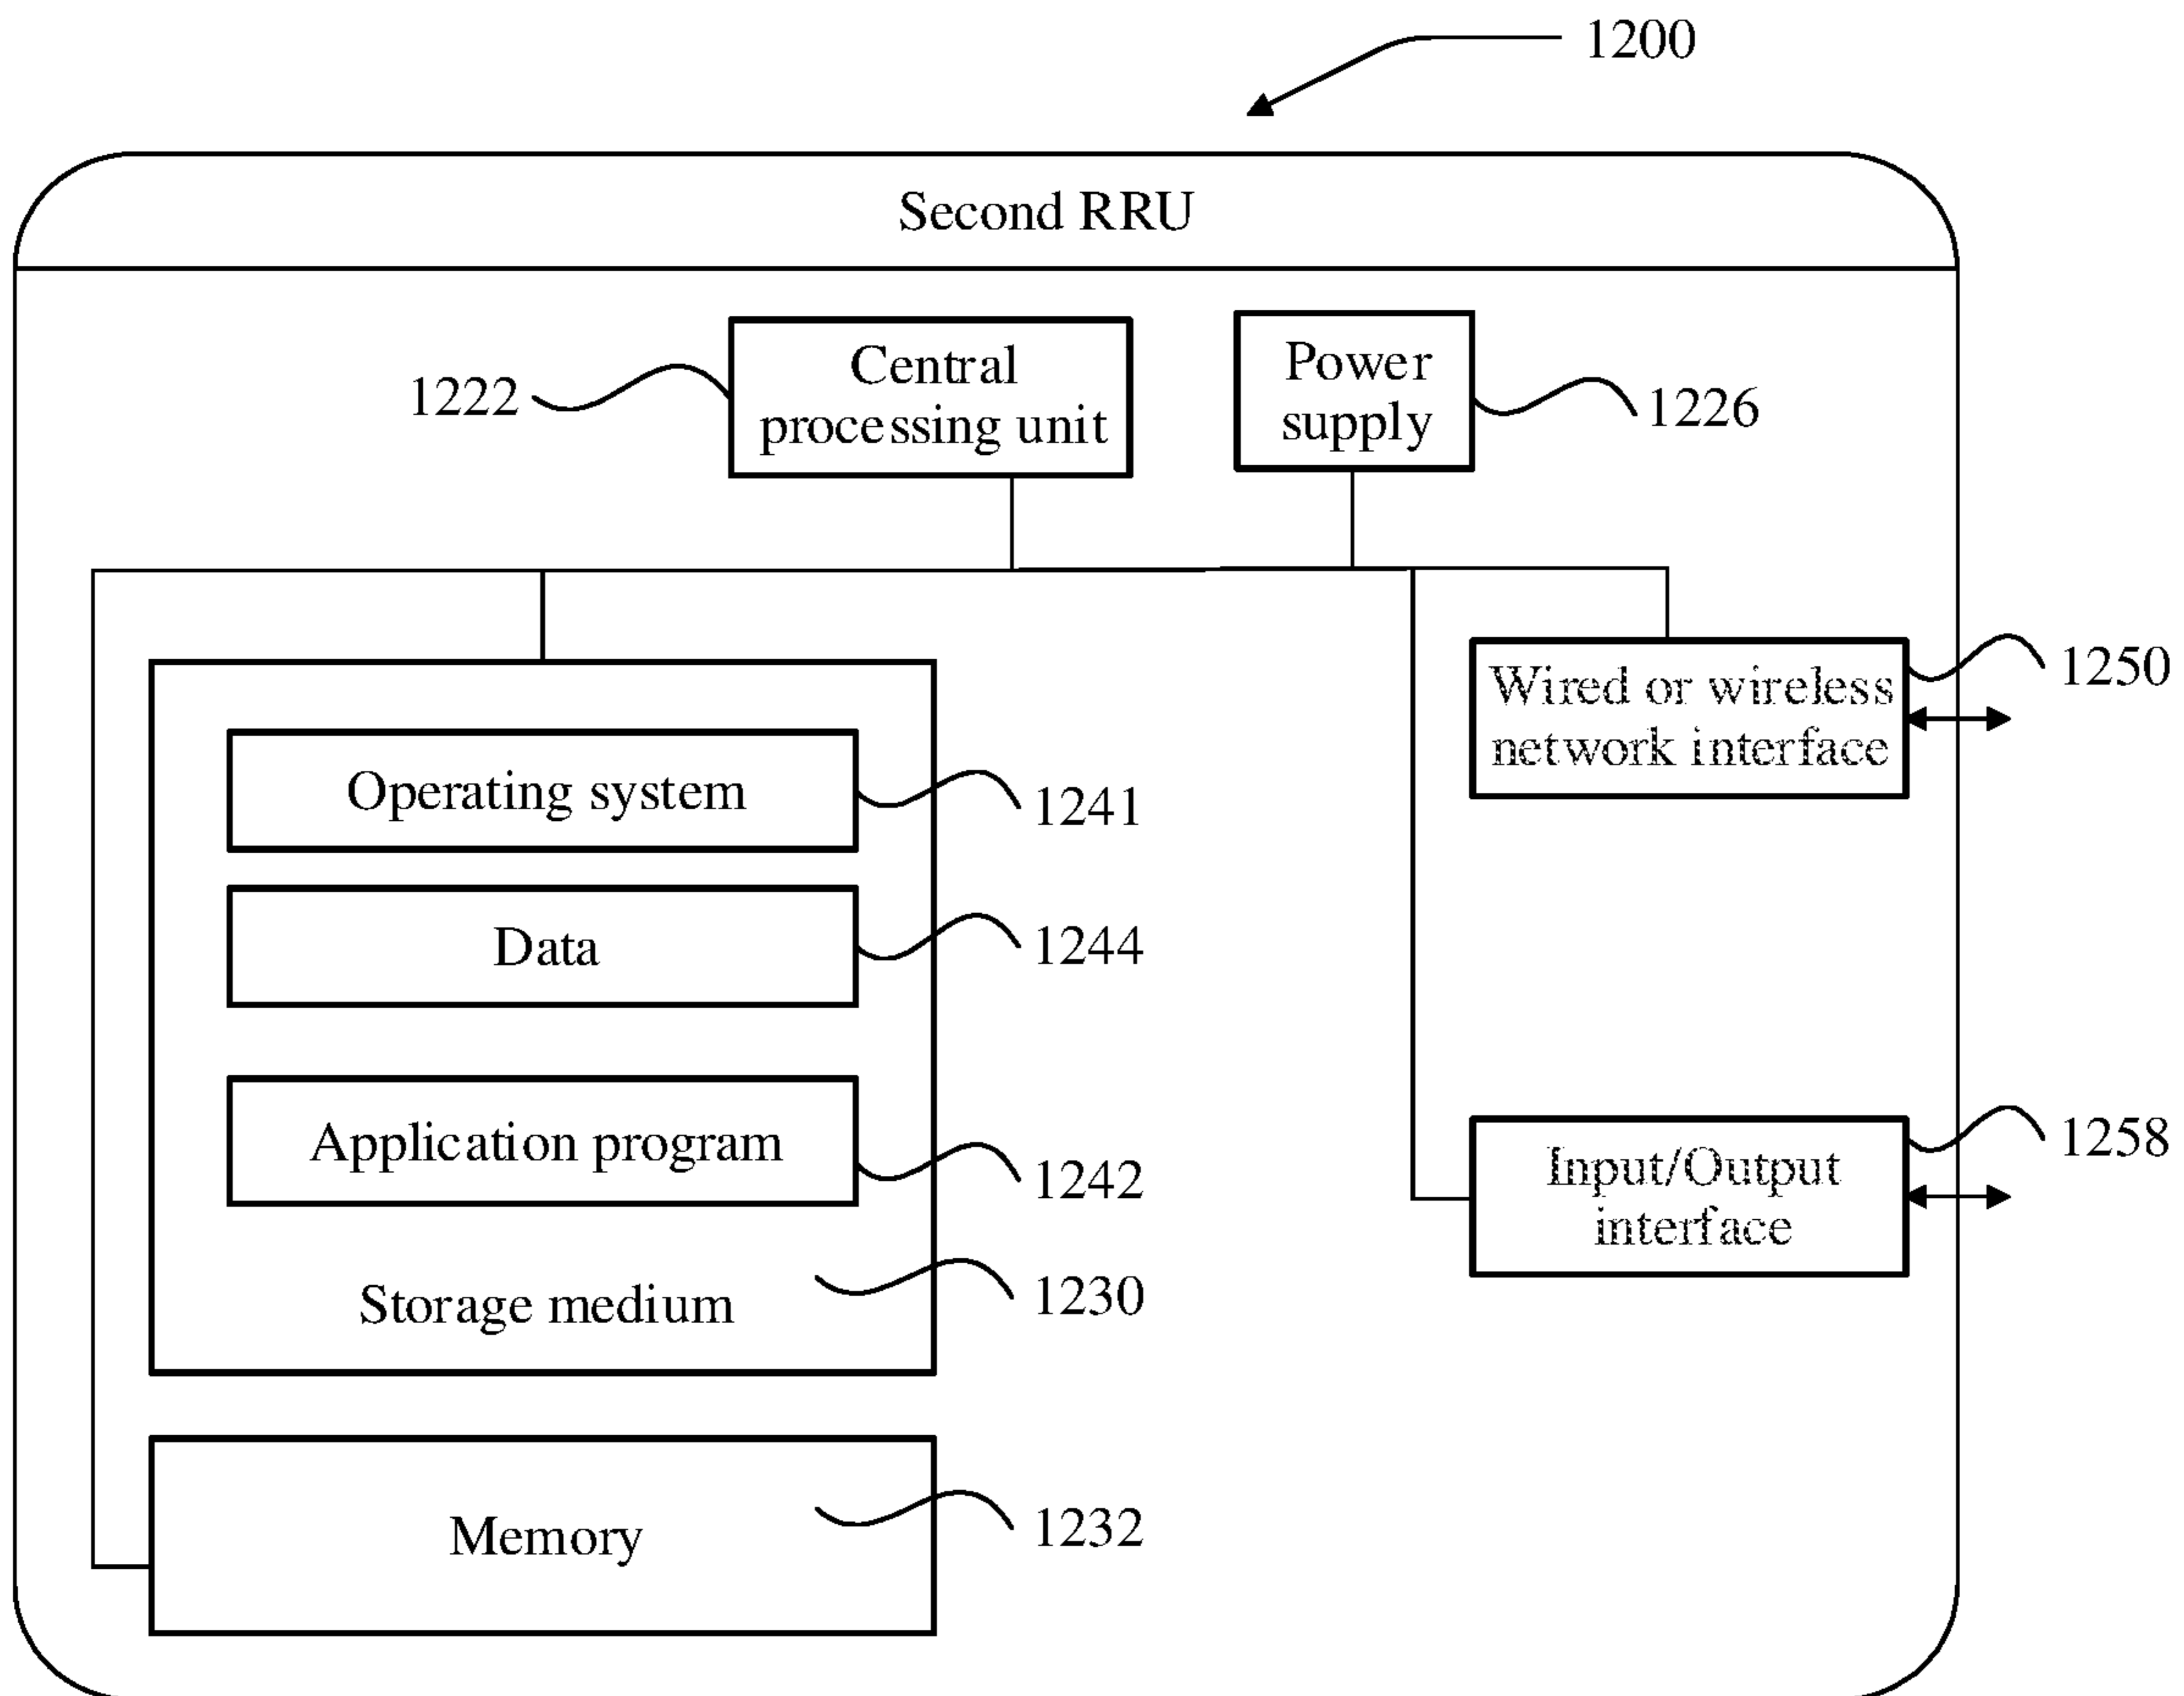 1200
Second RRU
Central
processing unit
1222
Power
supply
1226
Wired or wireless
network interface
1250
Operating system
1241
Data
1244
Application program
1242
Storage medium
1230
Input/Output
interface
1258
Memory
1232